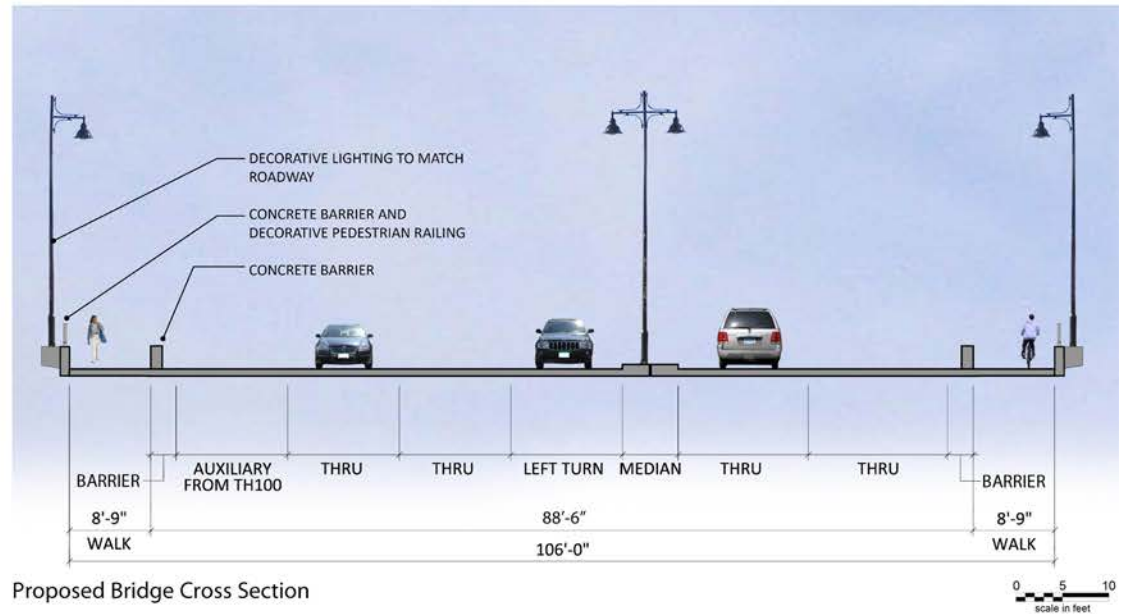 DECORATIVE LIGHTING TO MATCH
ROADWAY
CONCRETE BARRIER AND
DECORATIVE PEDESTRIAN RAILING
CONCRETE BARRIER
BARRIER
AUXILIARY
FROM TH100
THRU
THRU
LEFT TURN
MEDIAN
THRU
THRU
BARRIER
8'-9"
88'-6"
8'-9"
WALK
106'-0"
WALK
Proposed Bridge Cross Section
0 5 10
scale in feet